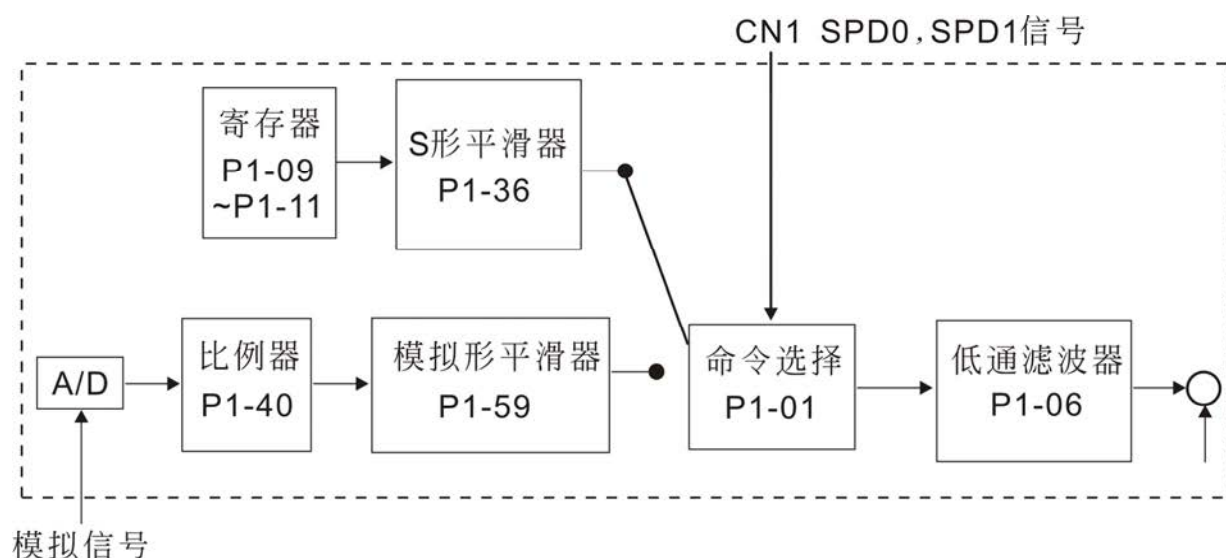 CN1 SPD0,SPD1信号
寄存器
P1-09
~P1-11
S形平滑器
P1-36
A/D
比例器
P1-40
模拟形平滑器
P1-59
命令选择
P1-01
低通滤波器
P1-06
模拟信号